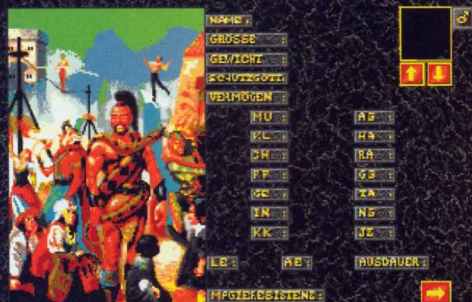 NAME :
GRÖSSE :
GEWICHT :
SCHUTZGOTT:
VERMÖGEN :
MU : AG :
KL : HA :
CH : RA :
FF : GG :
GE : TA :
IN : NG :
KK : JZ :
LE : AE : AUSDAUER :
MAGIERESISTENZ :